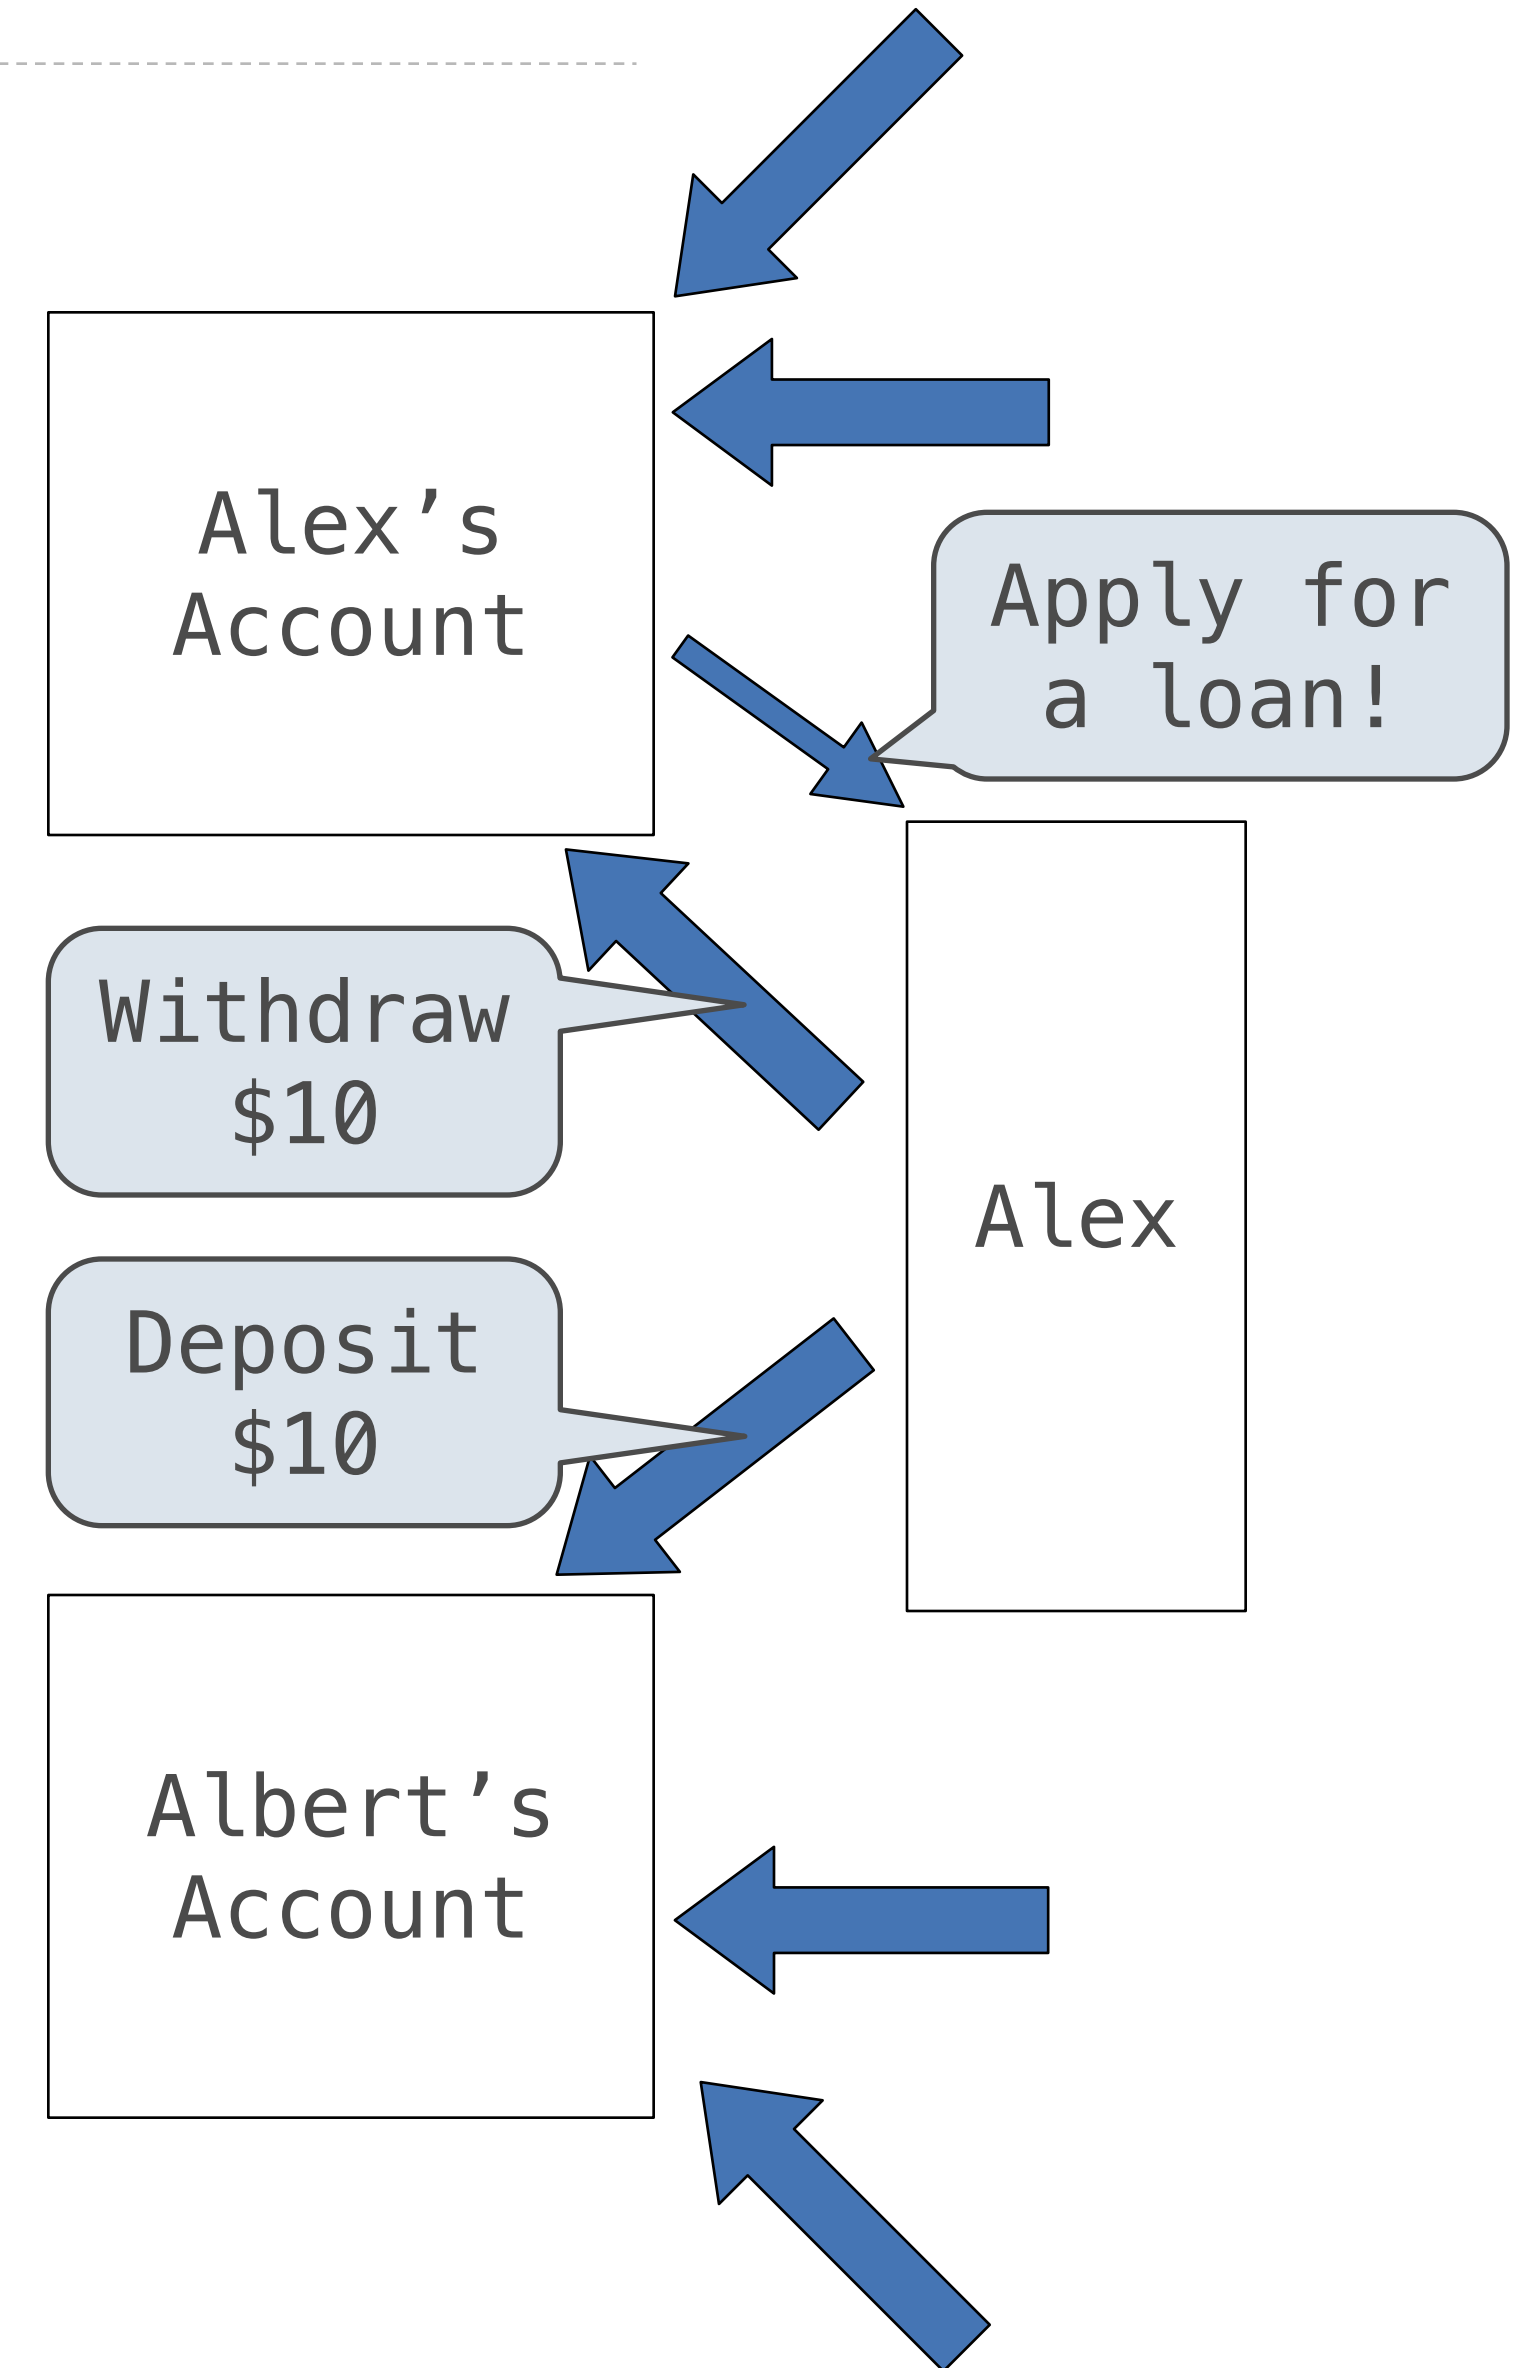 Alex’s
Account
Apply for
a loan!
Withdraw
$10
Alex
Deposit
$10
Albert’s
Account